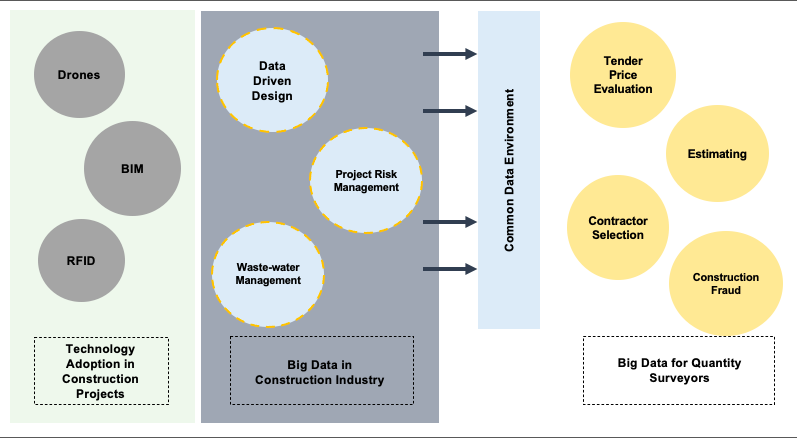 Drones
BIM
RFID
Technology
Adoption in
Construction
Projects
Data
Driven
Design
Project Risk
Management
Waste-water
Management
Big Data in
Construction Industry
Common Data Environment
Tender
Price
Evaluation
Estimating
Contractor
Selection
Construction
Fraud
Big Data for Quantity
Surveyors